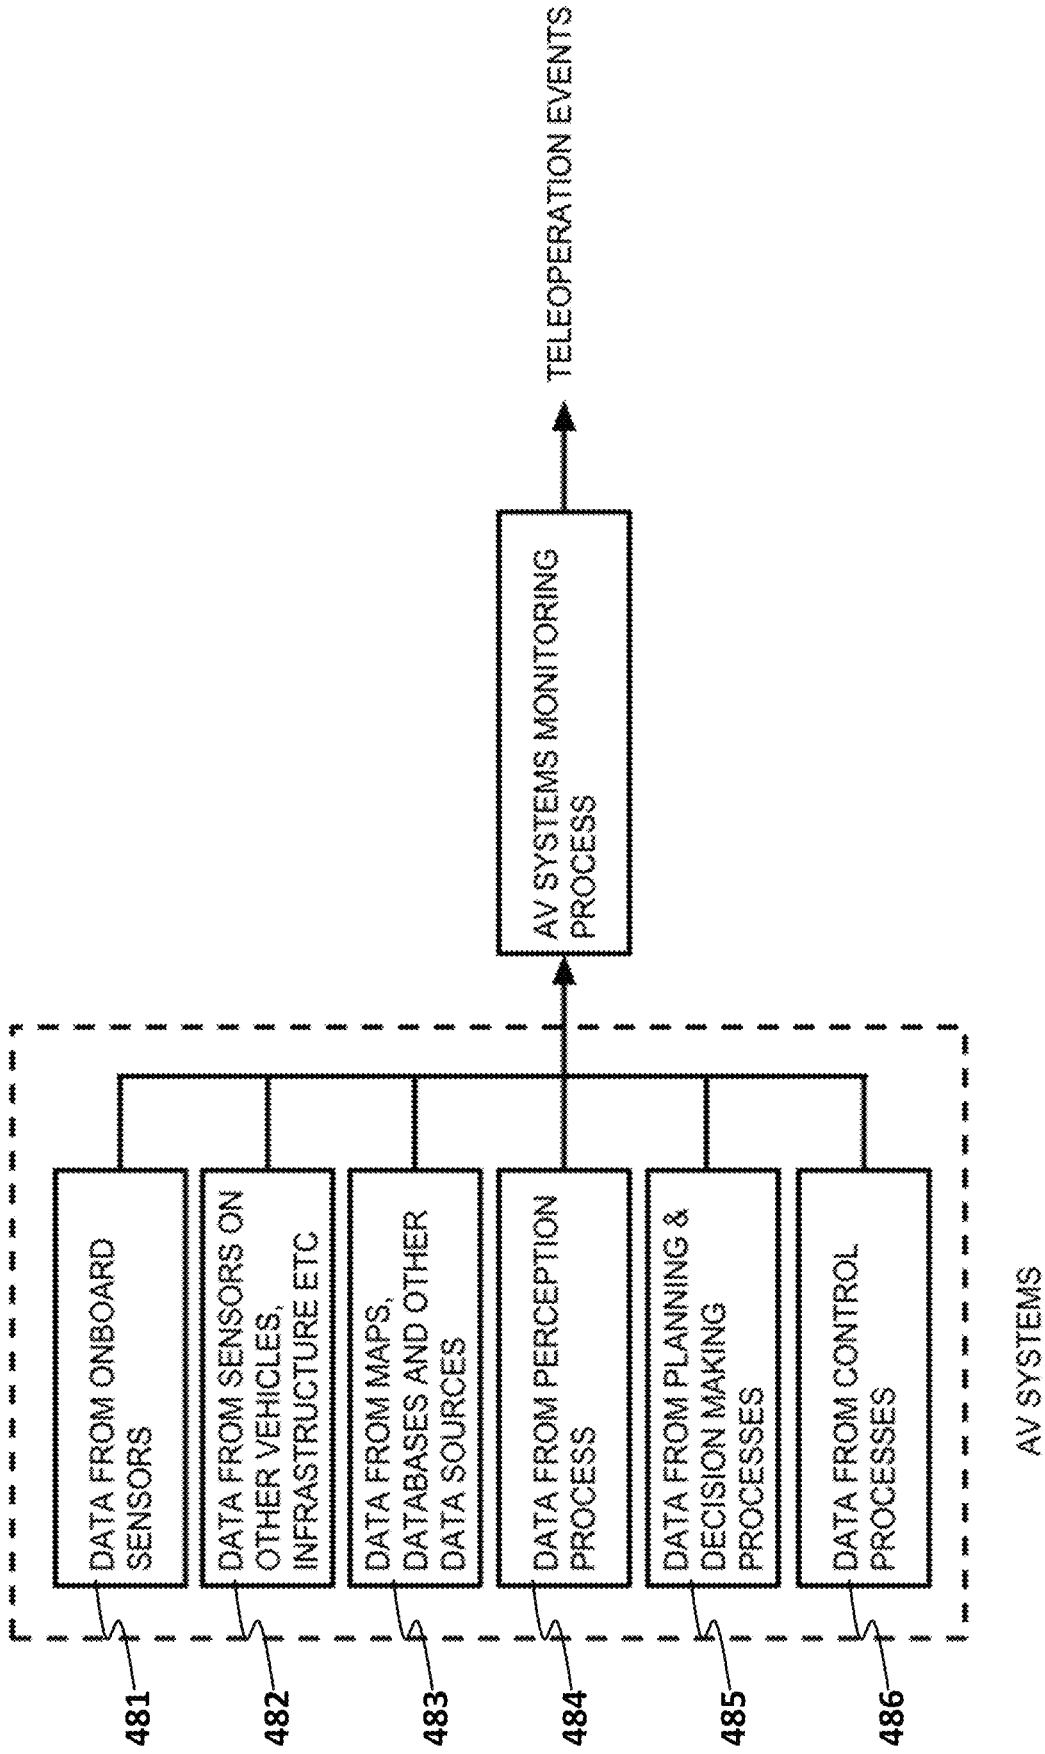 481
DATA FROM ONBOARD
SENSORS
482
DATA FROM SENSORS ON
OTHER VEHICLES,
INFRASTRUCTURE ETC
483
DATA FROM MAPS,
DATABASES AND OTHER
DATA SOURCES
484
DATA FROM PERCEPTION
PROCESS
485
DATA FROM PLANNING &
DECISION MAKING
PROCESSES
486
DATA FROM CONTROL
PROCESSES
AV SYSTEMS
AV SYSTEMS MONITORING
PROCESS
TELEOPERATION EVENTS